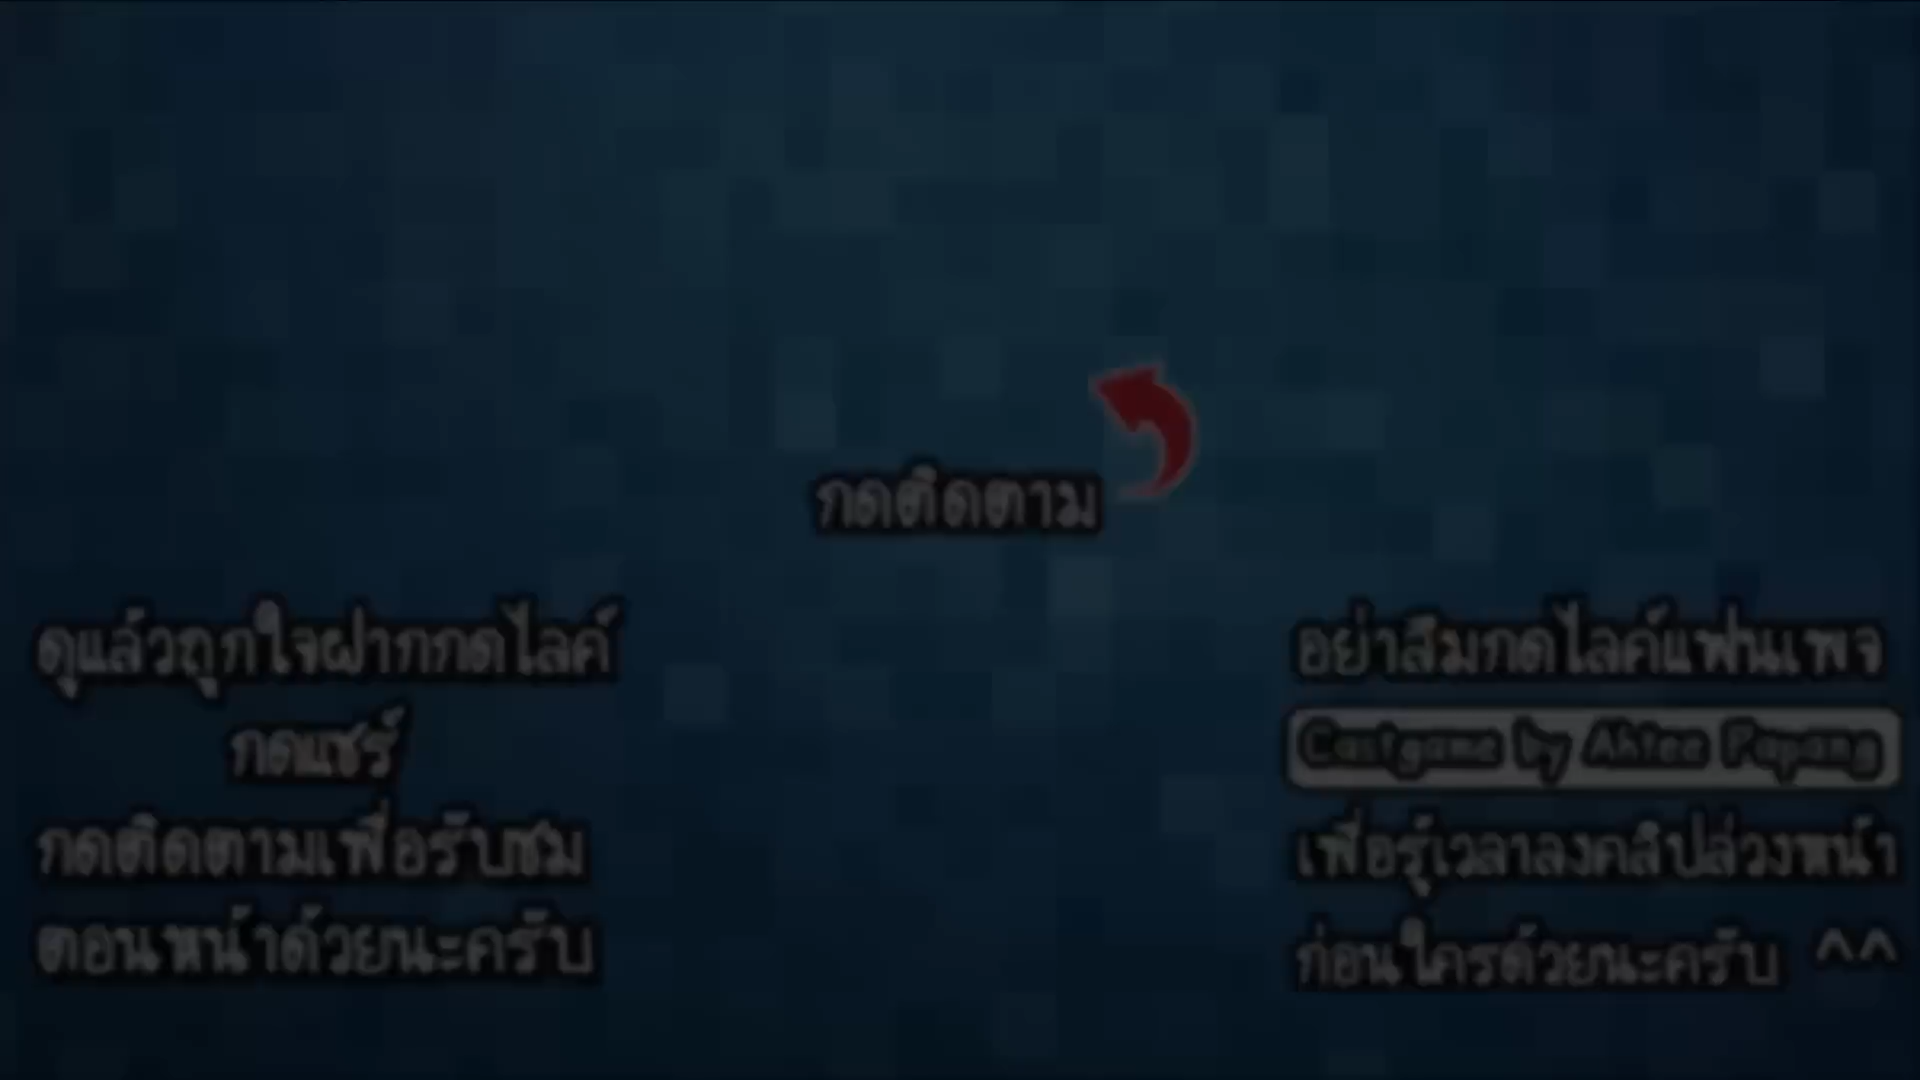 กดติดตาม
ดูแล้วถูกใจฝากกดไลค์
กดแชร์
กดติดตามเพื่อรับชม
ตอนหน้าด้วยนะครับ
อย่าลืมกดไลค์แฟนเพจ
Castgame by Ahtee Papang
เพื่อรู้เวลาลงคลิปล่วงหน้า
ก่อนใครด้วยนะครับ ^^